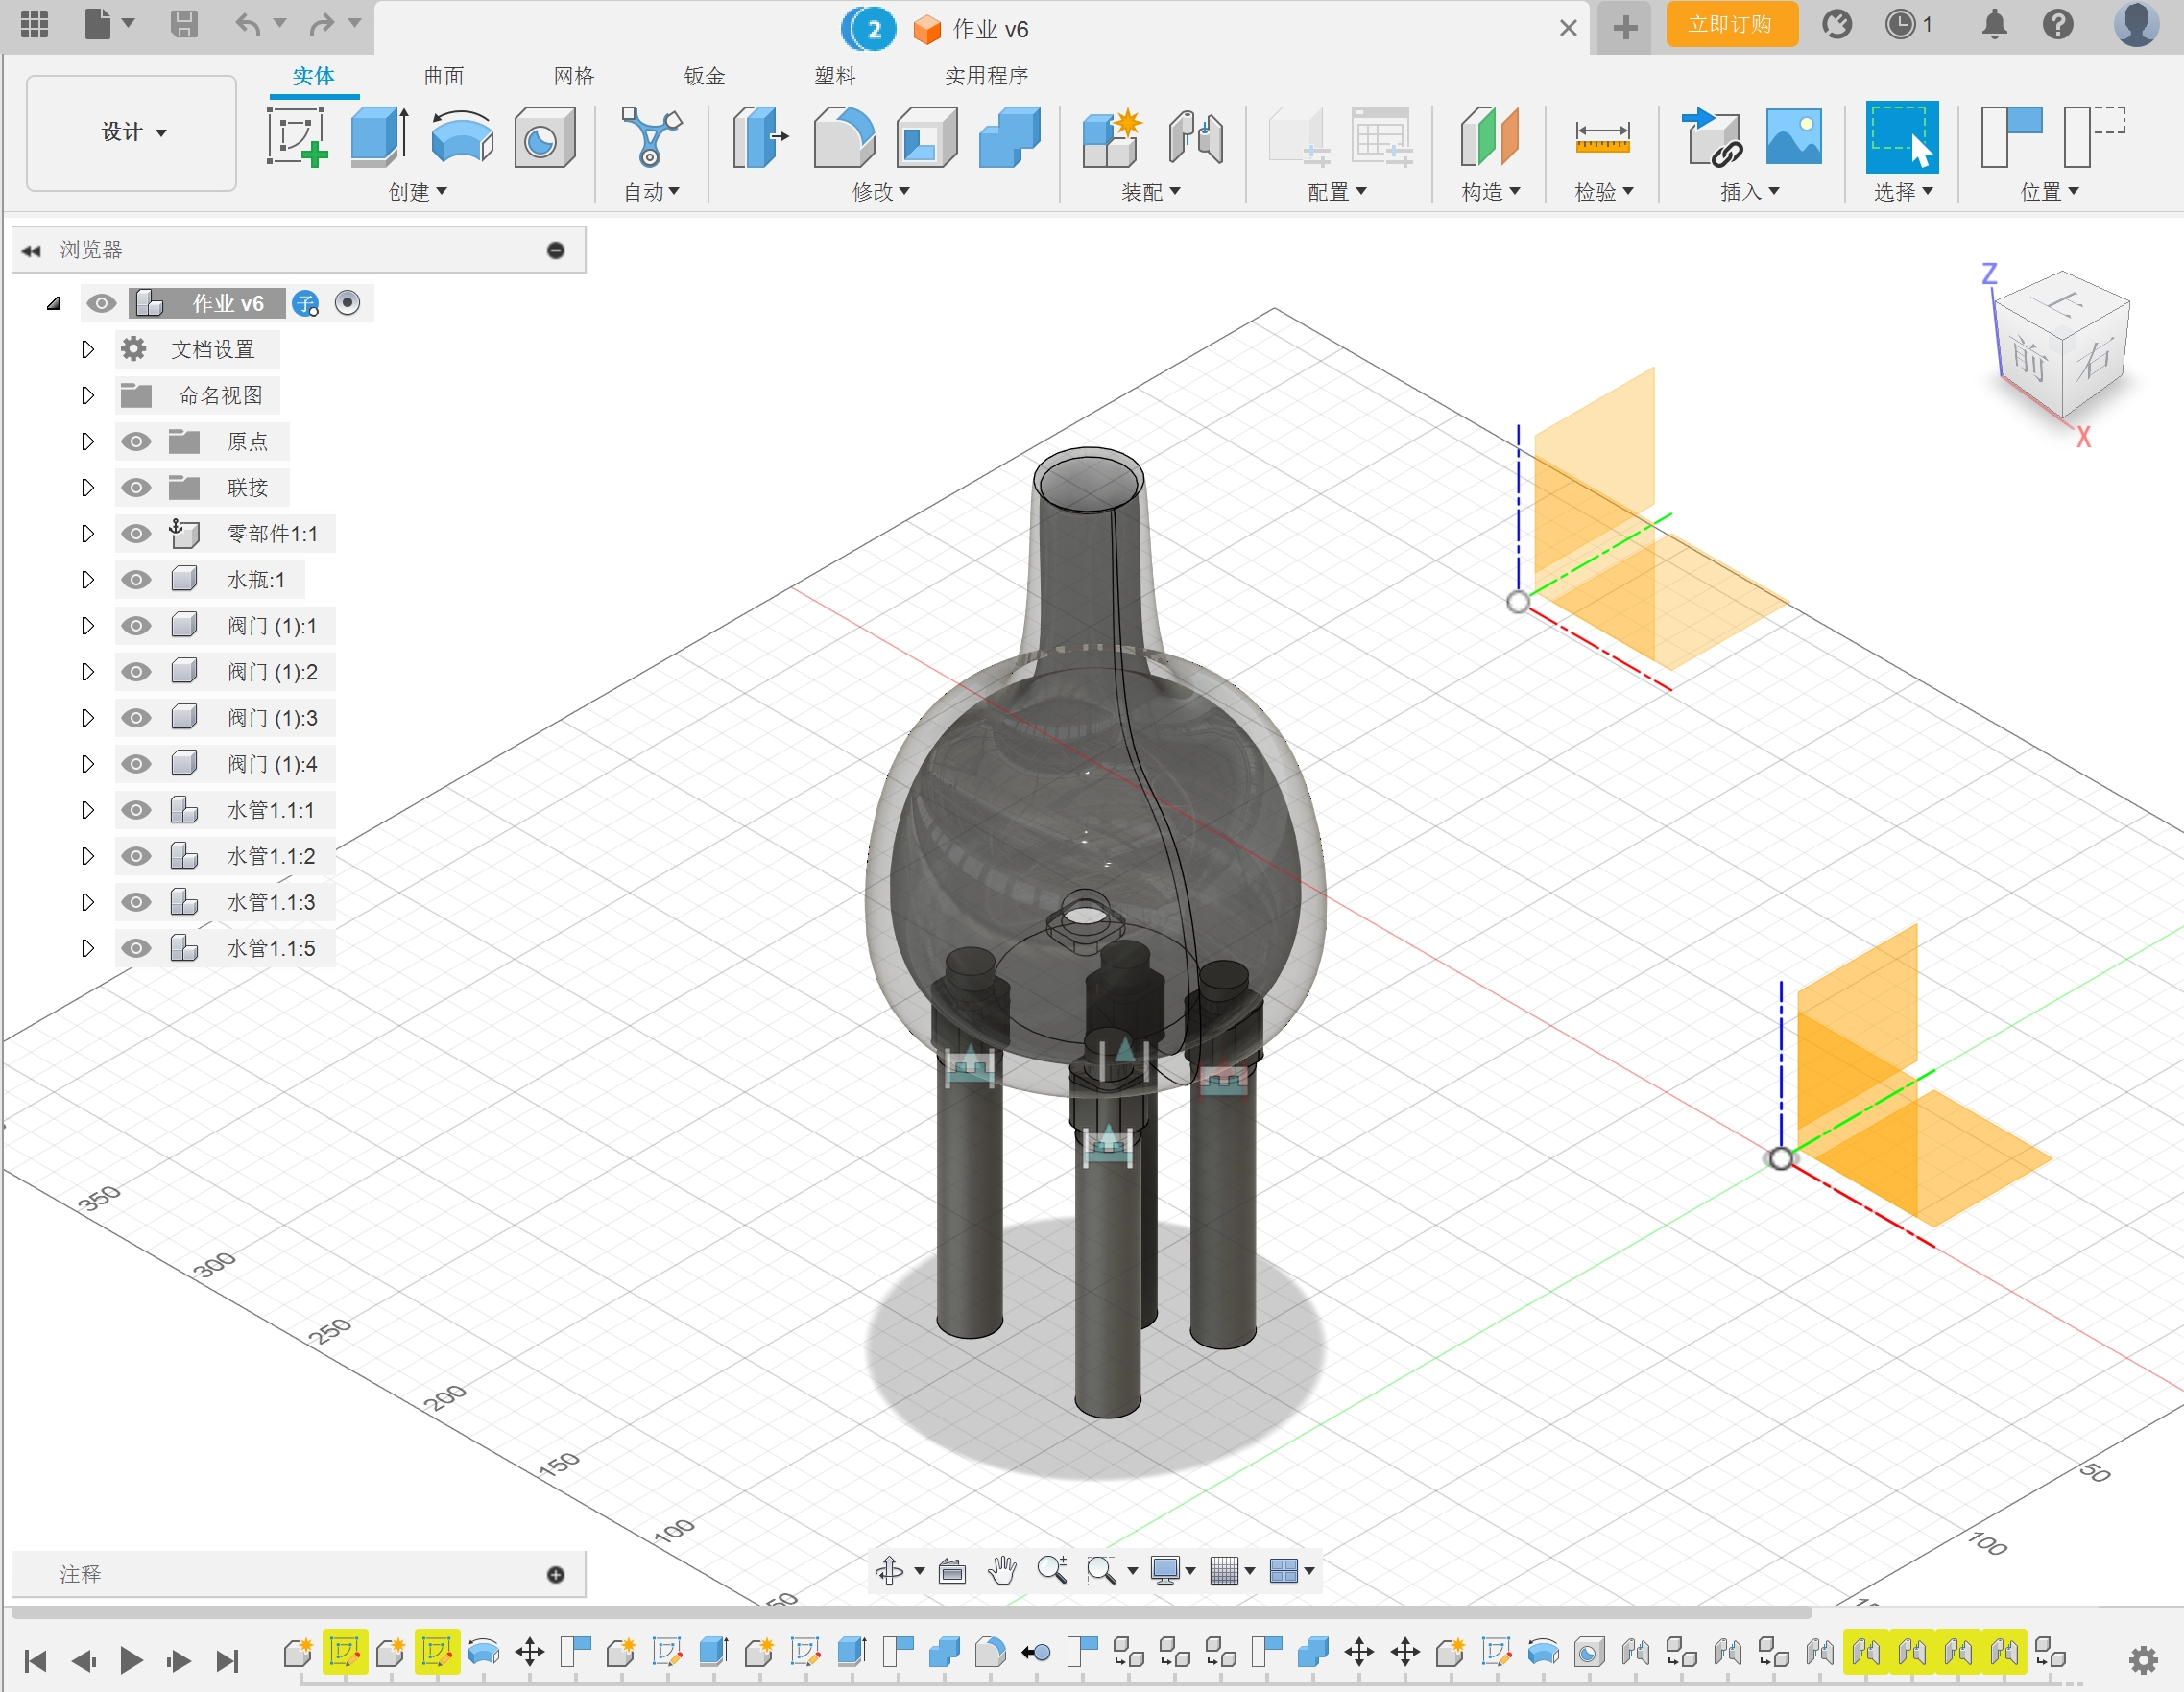 2 作业 v6 立即订购 1
实体 曲面 网格 钣金 塑料 实用程序
设计
创建 自动 修改 装配 配置 构造 检验 插入 选择 位置
浏览器
作业 v6 子
文档设置
命名视图
原点
联接
零部件1:1
水瓶:1
阀门 (1):1
阀门 (1):2
阀门 (1):3
阀门 (1):4
水管1.1:1
水管1.1:2
水管1.1:3
水管1.1:5
Z
上
前 右
X
350
300
250
200
150
100
50
50
100
注释